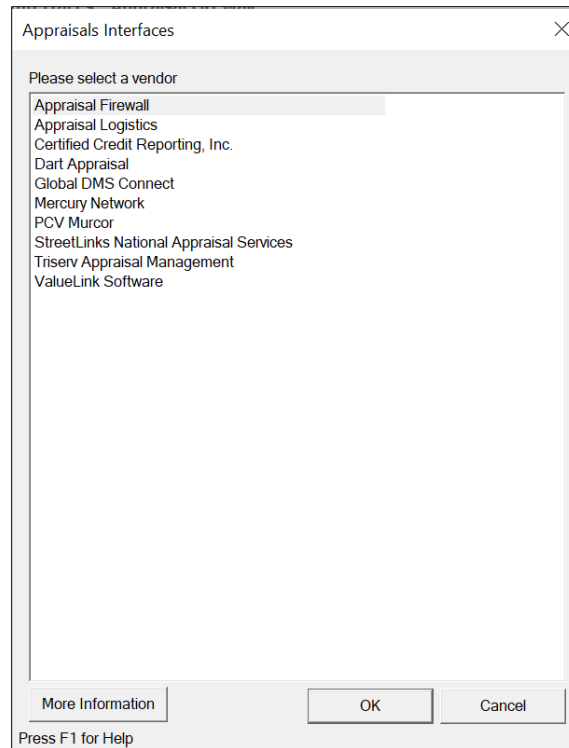 Appraisals Interfaces
Please select a vendor
Appraisal Firewall
Appraisal Logistics
Certified Credit Reporting, Inc.
Dart Appraisal
Global DMS Connect
Mercury Network
PCV Murcor
StreetLinks National Appraisal Services
Triserv Appraisal Management
ValueLink Software
More Information
OK
Cancel
Press F1 for Help